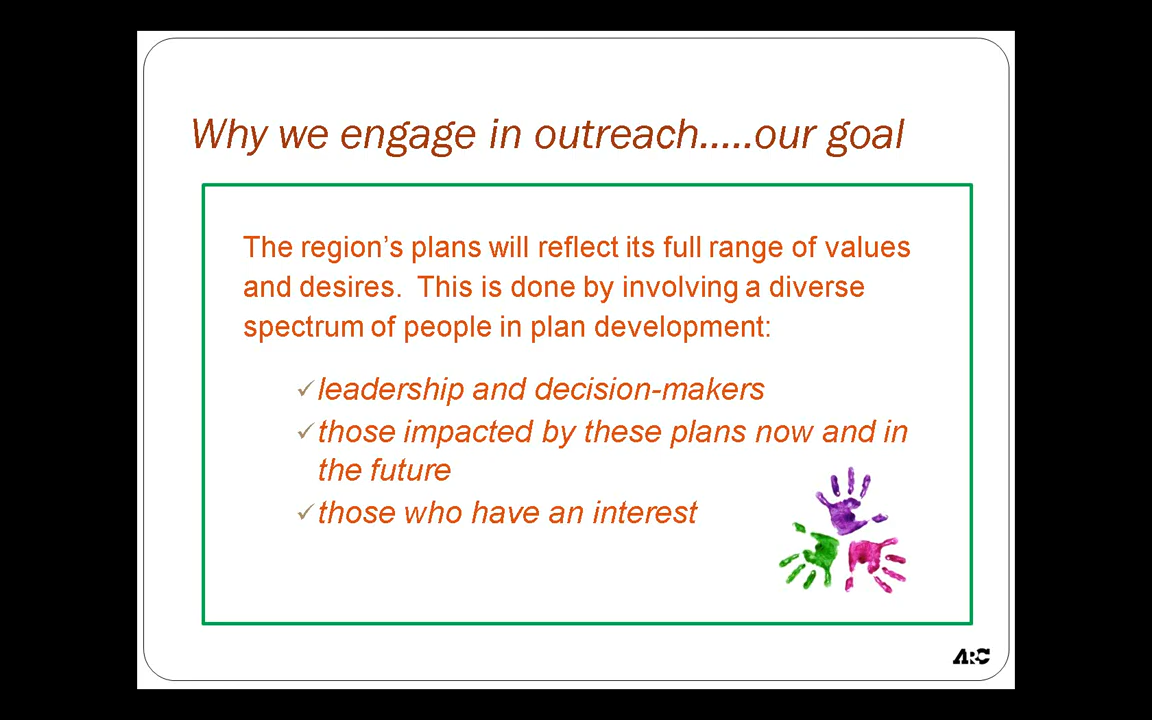 Why we engage in outreach.....our goal
The region’s plans will reflect its full range of values
and desires.  This is done by involving a diverse
spectrum of people in plan development:
✓leadership and decision-makers
✓those impacted by these plans now and in
the future
✓those who have an interest
ARC